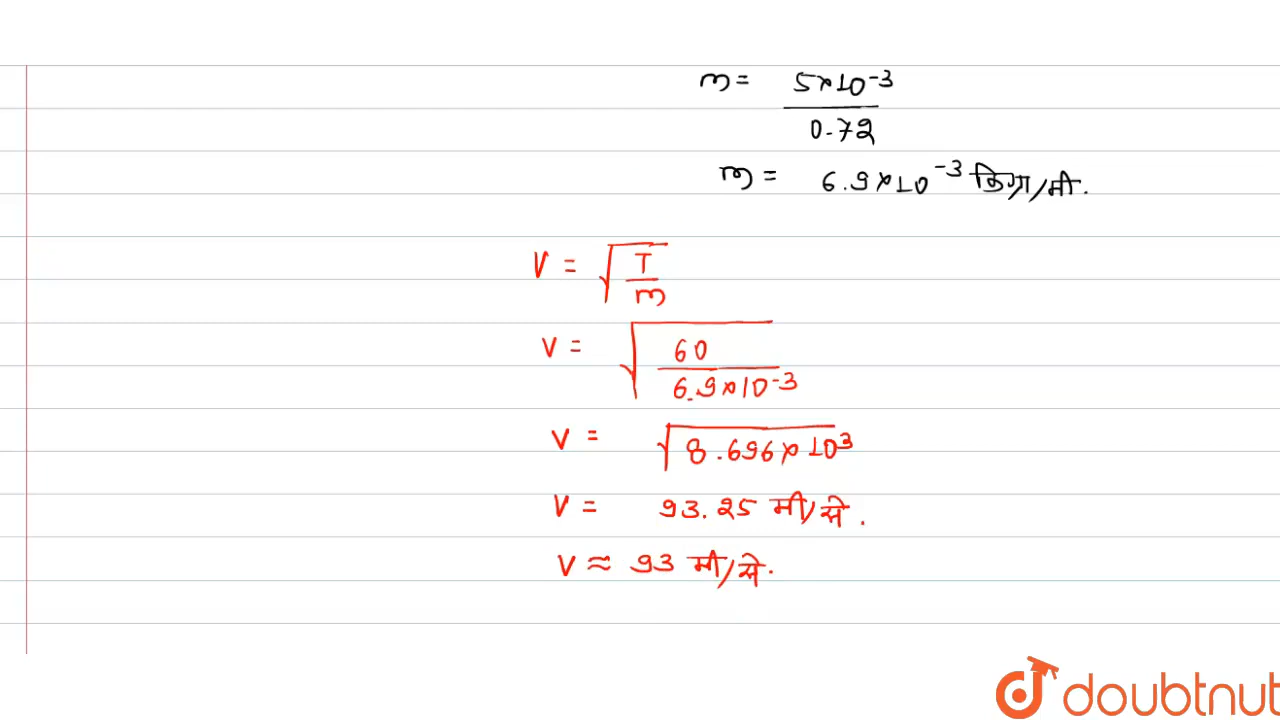 m = 5×10⁻³ / 0.72
m = 6.9×10⁻³ किग्रा/मी.
V = √(T/m)
V = √(60 / 6.9×10⁻³)
V = √(8.696×10³)
V = 93.25 मी/से.
V ≈ 93 मी/से.
doubtnut